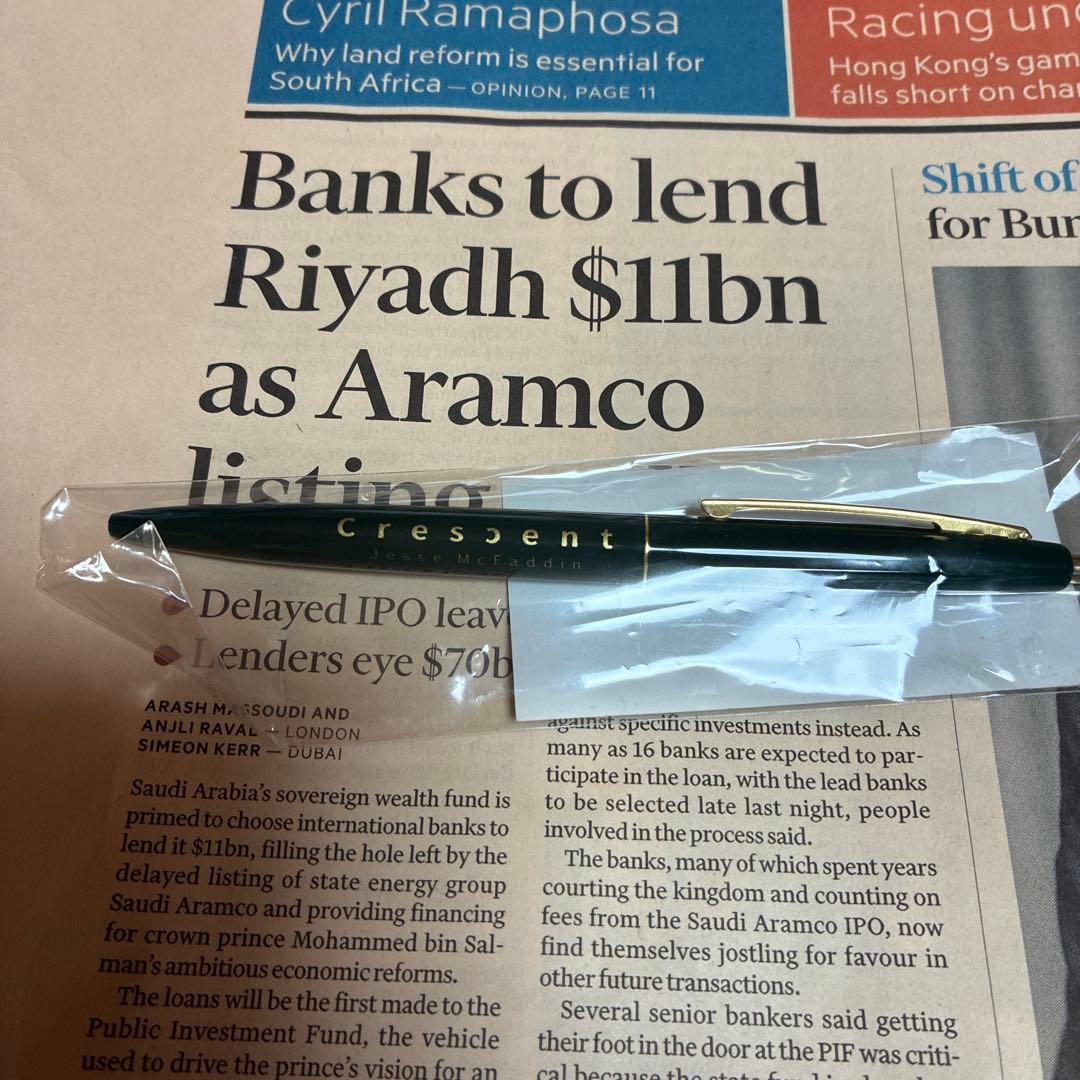 Cyril Ramaphosa
Why land reform is essential for
South Africa — OPINION, PAGE 11
Racing un
Hong Kong's gam
falls short on cha
Banks to lend
Riyadh $11bn
as Aramco
listing
Shift of
for Bur
Crescent
Jesse McFaddin
• Delayed IPO leav
• Lenders eye $70b
ARASH MASSOUDI AND
ANJLI RAVAL — LONDON
SIMEON KERR — DUBAI
Saudi Arabia's sovereign wealth fund is
primed to choose international banks to
lend it $11bn, filling the hole left by the
delayed listing of state energy group
Saudi Aramco and providing financing
for crown prince Mohammed bin Sal-
man's ambitious economic reforms.
The loans will be the first made to the
Public Investment Fund, the vehicle
used to drive the prince's vision for an
against specific investments instead. As
many as 16 banks are expected to par-
ticipate in the loan, with the lead banks
to be selected late last night, people
involved in the process said.
The banks, many of which spent years
courting the kingdom and counting on
fees from the Saudi Aramco IPO, now
find themselves jostling for favour in
other future transactions.
Several senior bankers said getting
their foot in the door at the PIF was criti-
cal because the state